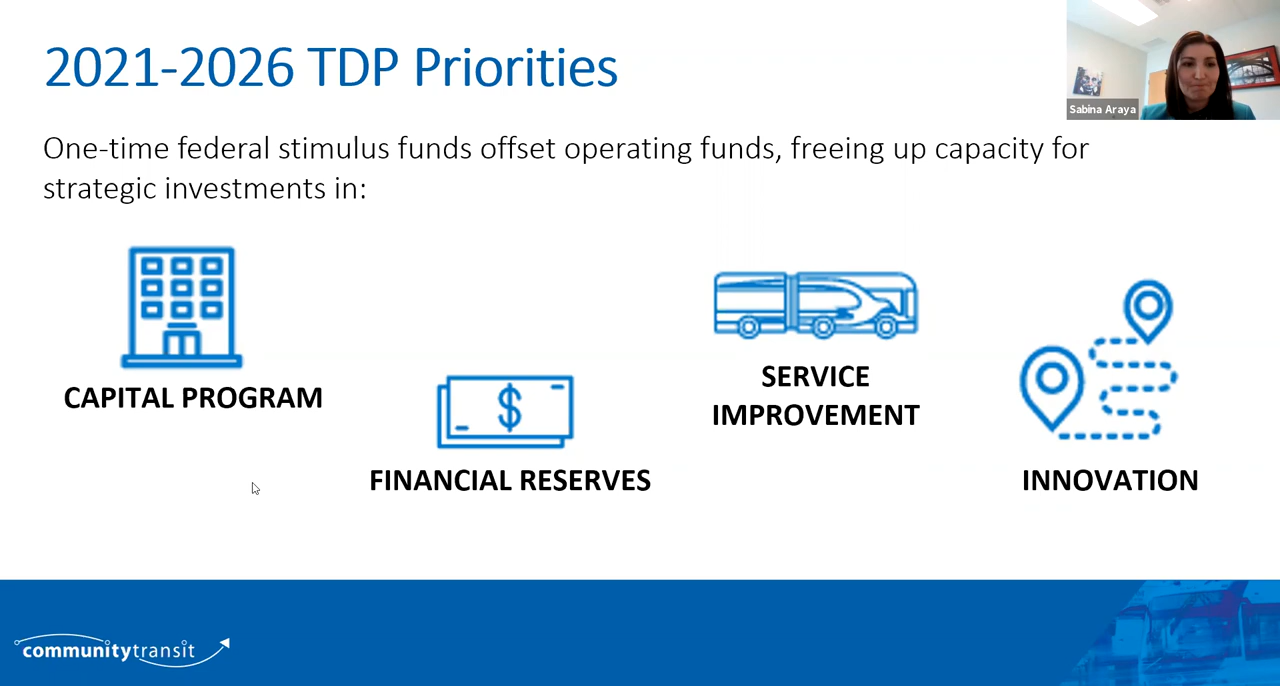 2021-2026 TDP Priorities
Sabina Araya
One-time federal stimulus funds offset operating funds, freeing up capacity for
strategic investments in:
CAPITAL PROGRAM
$
FINANCIAL RESERVES
SERVICE
IMPROVEMENT
INNOVATION
communitytransit